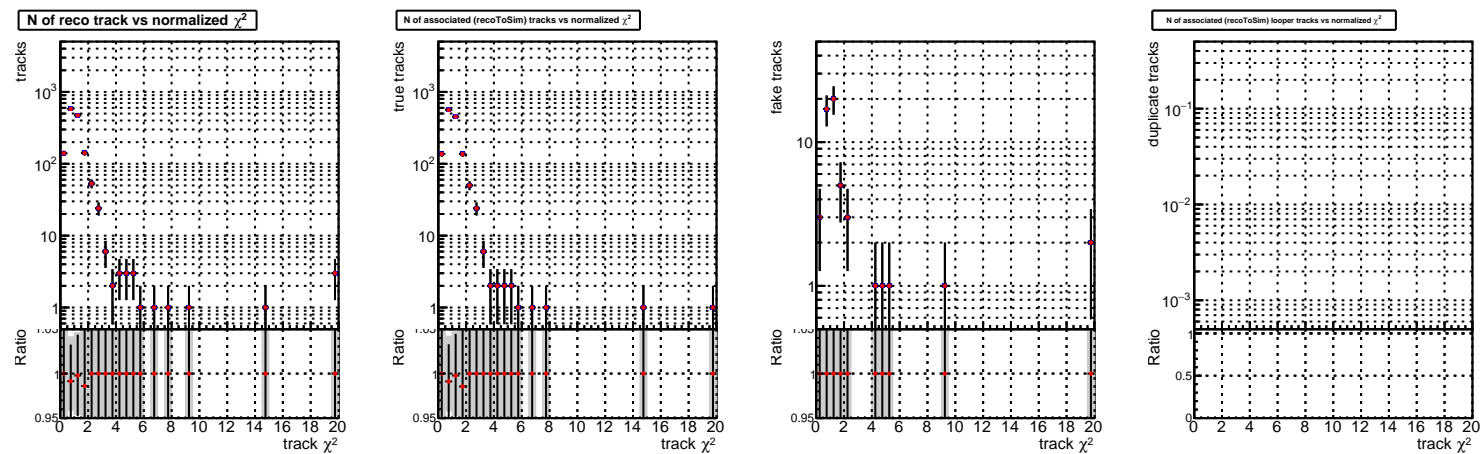 N of reco track vs normalized χ²
tracks
10³
10²
10
1
Ratio
1.05
1
0.95
0 2 4 6 8 10 12 14 16 18 20
track χ²
N of associated (recoToSim) tracks vs normalized χ²
true tracks
10³
10²
10
1
Ratio
1.05
1
0.95
0 2 4 6 8 10 12 14 16 18 20
track χ²
fake tracks
10
1
Ratio
1.05
1
0.95
0 2 4 6 8 10 12 14 16 18 20
track χ²
N of associated (recoToSim) looper tracks vs normalized χ²
duplicate tracks
10⁻¹
10⁻²
10⁻³
Ratio
1
0.5
0
0 2 4 6 8 10 12 14 16 18 20
track χ²